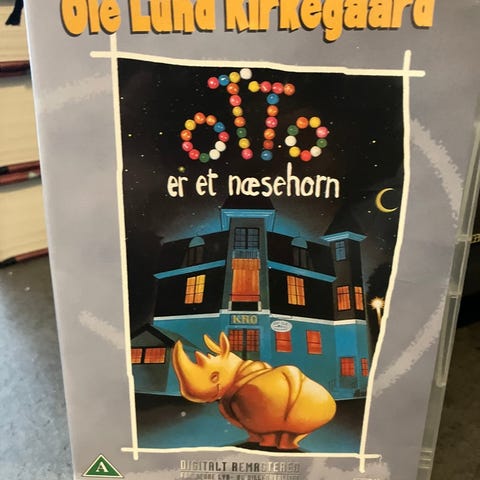 Ole Lund Kirkegaard
OTTO
er et næsehorn
KRO
A
DIGITALT REMASTERED